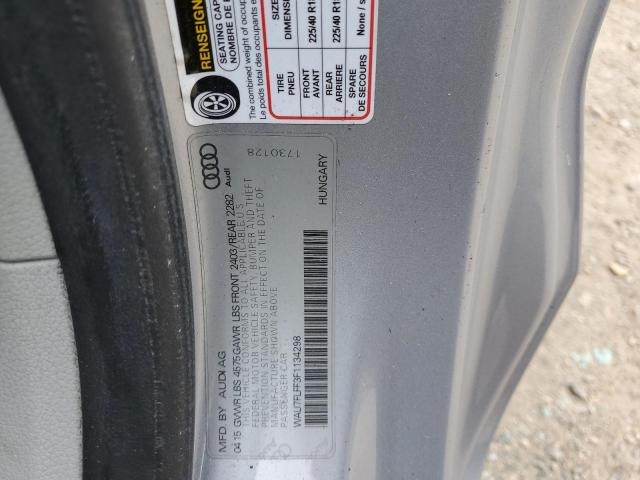 RENSEIGN
SEATING CAP
NOMBRE DE
The combined weight of occupants
Le poids total des occupants e
TIRE
PNEU
SIZE
DIMENSI
FRONT
AVANT
225/40 R1
REAR
ARRIERE
225/40 R1
SPARE
DE SECOURS
None / s
1730128
Audi
HUNGARY
MFD BY AUDI AG
04 15 GVWR LBS 4575 GAWR LBS FRONT 2403/REAR 2282
THIS VEHICLE CONFORMS TO ALL APPLICABLE U.S.
FEDERAL MOTOR VEHICLE SAFETY, BUMPER AND THEFT
PREVENTION STANDARDS IN EFFECT ON THE DATE OF
MANUFACTURE SHOWN ABOVE
PASSENGER CAR
WAU7FLFF3F1134298